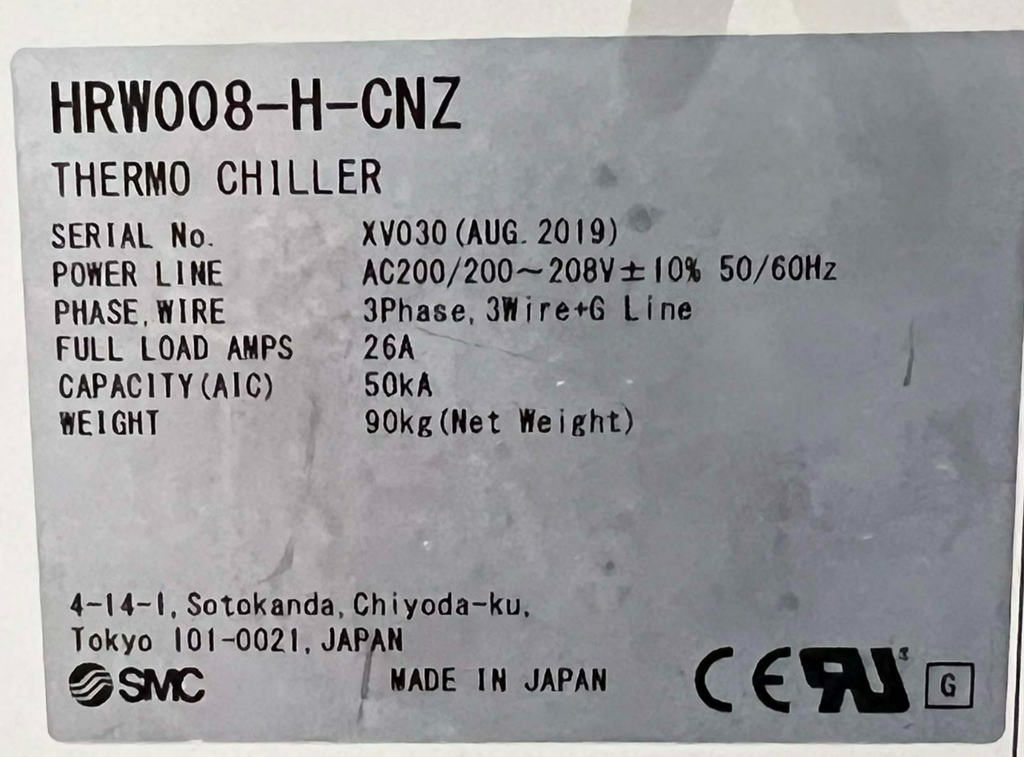 HRW008-H-CNZ
THERMO CHILLER
SERIAL No. XV030(AUG. 2019)
POWER LINE AC200/200~208V±10% 50/60Hz
PHASE, WIRE 3Phase, 3Wire+G Line
FULL LOAD AMPS 26A
CAPACITY(AIC) 50kA
WEIGHT 90kg(Net Weight)
4-14-1, Sotokanda, Chiyoda-ku,
Tokyo 101-0021, JAPAN
SMC MADE IN JAPAN CE RU G